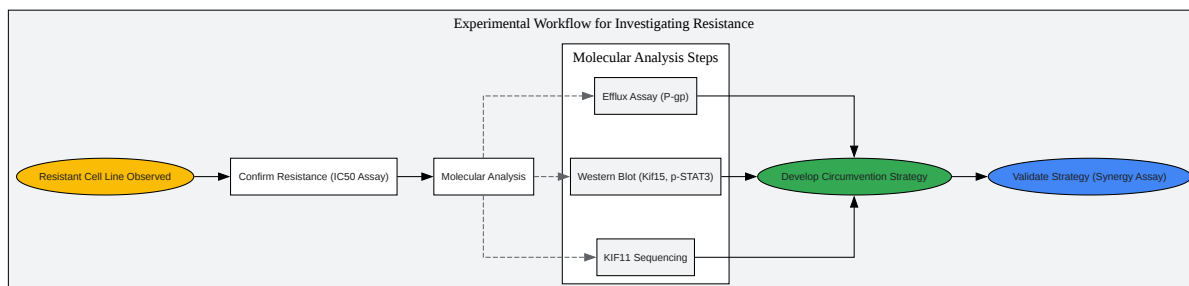 Experimental Workflow for Investigating Resistance
Molecular Analysis Steps
Efflux Assay (P-gp)
Resistant Cell Line Observed
Confirm Resistance (IC50 Assay)
Molecular Analysis
Western Blot (Kif15, p-STAT3)
Develop Circumvention Strategy
Validate Strategy (Synergy Assay)
KIF11 Sequencing